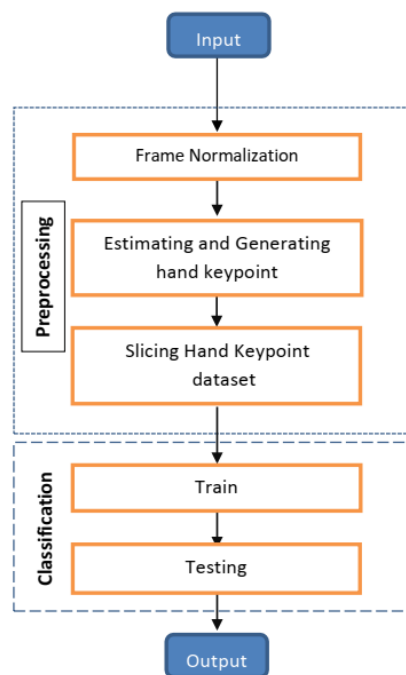 Input
Preprocessing
Frame Normalization
Estimating and Generating
hand keypoint
Slicing Hand Keypoint
dataset
Classification
Train
Testing
Output